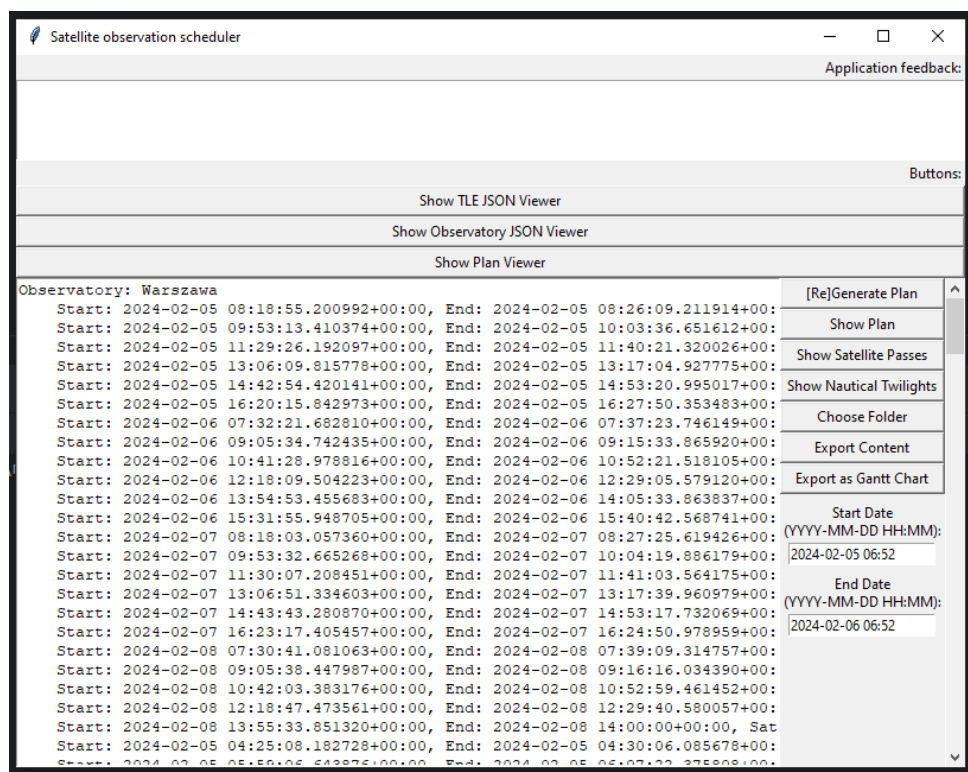 Satellite observation scheduler
Application feedback:
Buttons:
Show TLE JSON Viewer
Show Observatory JSON Viewer
Show Plan Viewer
Observatory: Warszawa
Start: 2024-02-05 08:18:55.200992+00:00, End: 2024-02-05 08:26:09.211914+00:
Start: 2024-02-05 09:53:13.410374+00:00, End: 2024-02-05 10:03:36.651612+00:
Start: 2024-02-05 11:29:26.192097+00:00, End: 2024-02-05 11:40:21.320026+00:
Start: 2024-02-05 13:06:09.815778+00:00, End: 2024-02-05 13:17:04.927775+00:
Start: 2024-02-05 14:42:54.420141+00:00, End: 2024-02-05 14:53:20.995017+00:
Start: 2024-02-05 16:20:15.842973+00:00, End: 2024-02-05 16:27:50.353483+00:
Start: 2024-02-06 07:32:21.682810+00:00, End: 2024-02-06 07:37:23.746149+00:
Start: 2024-02-06 09:05:34.742435+00:00, End: 2024-02-06 09:15:33.865920+00:
Start: 2024-02-06 10:41:28.978816+00:00, End: 2024-02-06 10:52:21.518105+00:
Start: 2024-02-06 12:18:09.504223+00:00, End: 2024-02-06 12:29:05.579120+00:
Start: 2024-02-06 13:54:53.455683+00:00, End: 2024-02-06 14:05:33.863837+00:
Start: 2024-02-06 15:31:55.948705+00:00, End: 2024-02-06 15:40:42.568741+00:
Start: 2024-02-07 08:18:03.057360+00:00, End: 2024-02-07 08:27:25.619426+00:
Start: 2024-02-07 09:53:32.665268+00:00, End: 2024-02-07 10:04:19.886179+00:
Start: 2024-02-07 11:30:07.208451+00:00, End: 2024-02-07 11:41:03.564175+00:
Start: 2024-02-07 13:06:51.334603+00:00, End: 2024-02-07 13:17:39.960979+00:
Start: 2024-02-07 14:43:43.280870+00:00, End: 2024-02-07 14:53:17.732069+00:
Start: 2024-02-07 16:23:17.405457+00:00, End: 2024-02-07 16:24:50.978959+00:
Start: 2024-02-08 07:30:41.081063+00:00, End: 2024-02-08 07:39:09.314757+00:
Start: 2024-02-08 09:05:38.447987+00:00, End: 2024-02-08 09:16:16.034390+00:
Start: 2024-02-08 10:42:03.383176+00:00, End: 2024-02-08 10:52:59.461452+00:
Start: 2024-02-08 12:18:47.473561+00:00, End: 2024-02-08 12:29:40.580057+00:
Start: 2024-02-08 13:55:33.851320+00:00, End: 2024-02-08 14:00:00+00:00, Sat
Start: 2024-02-05 04:25:08.182728+00:00, End: 2024-02-05 04:30:06.085678+00:
[Re]Generate Plan
Show Plan
Show Satellite Passes
Show Nautical Twilights
Choose Folder
Export Content
Export as Gantt Chart
Start Date
(YYYY-MM-DD HH:MM):
2024-02-05 06:52
End Date
(YYYY-MM-DD HH:MM):
2024-02-06 06:52